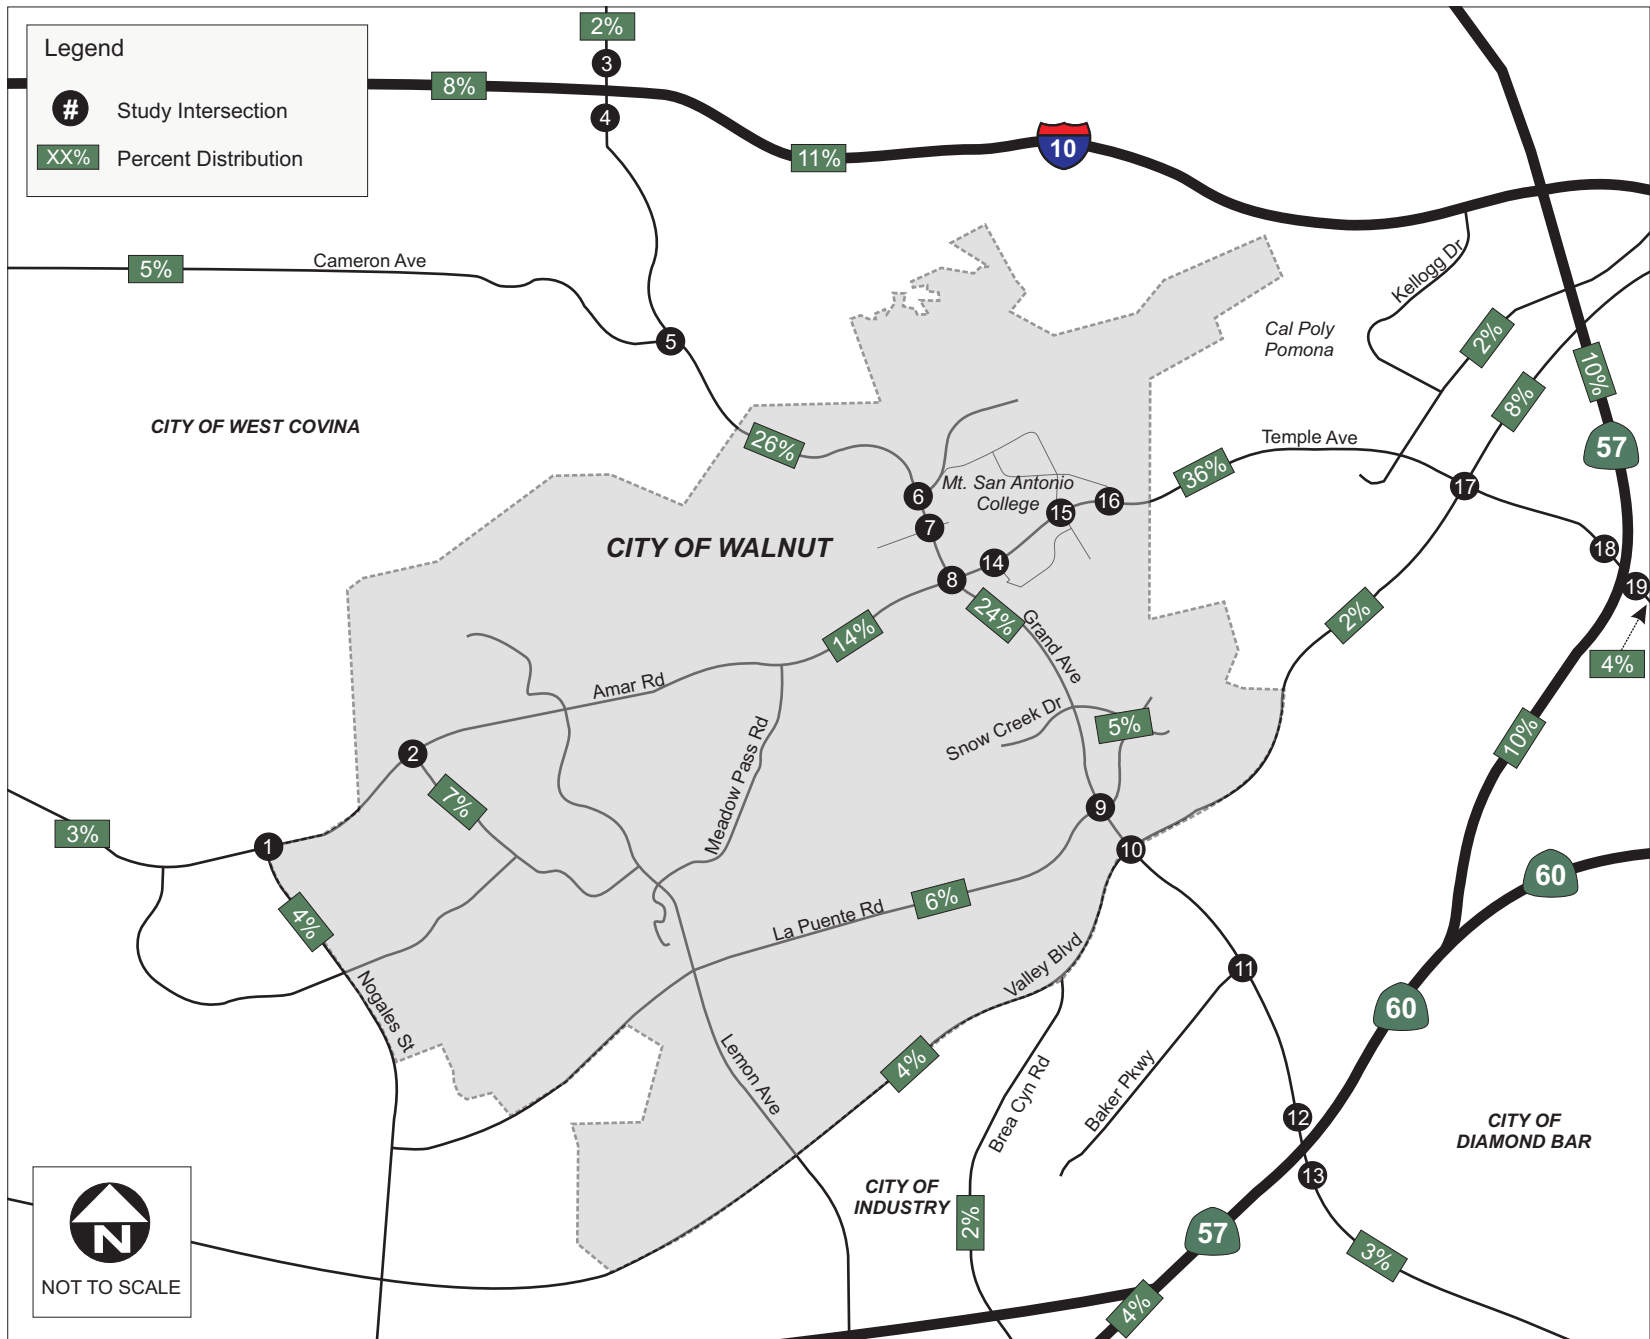 Legend
# Study Intersection
XX% Percent Distribution
2%
3
8%
4
11%
10
5%
Cameron Ave
5
Kellogg Dr
Cal Poly
Pomona
2%
10%
8%
CITY OF WEST COVINA
26%
Temple Ave
57
36%
Mt. San Antonio
College
6
16
15
17
7
CITY OF WALNUT
18
14
8
19
24%
2%
14%
Grand Ave
4%
Amar Rd
Snow Creek Dr
5%
10%
2
Meadow Pass Rd
7%
9
3%
1
10
60
6%
La Puente Rd
4%
Valley Blvd
11
Nogales St
60
Lemon Ave
4%
Brea Cyn Rd
Baker Pkwy
12
CITY OF
DIAMOND BAR
13
CITY OF
INDUSTRY
2%
57
3%
N
NOT TO SCALE
4%